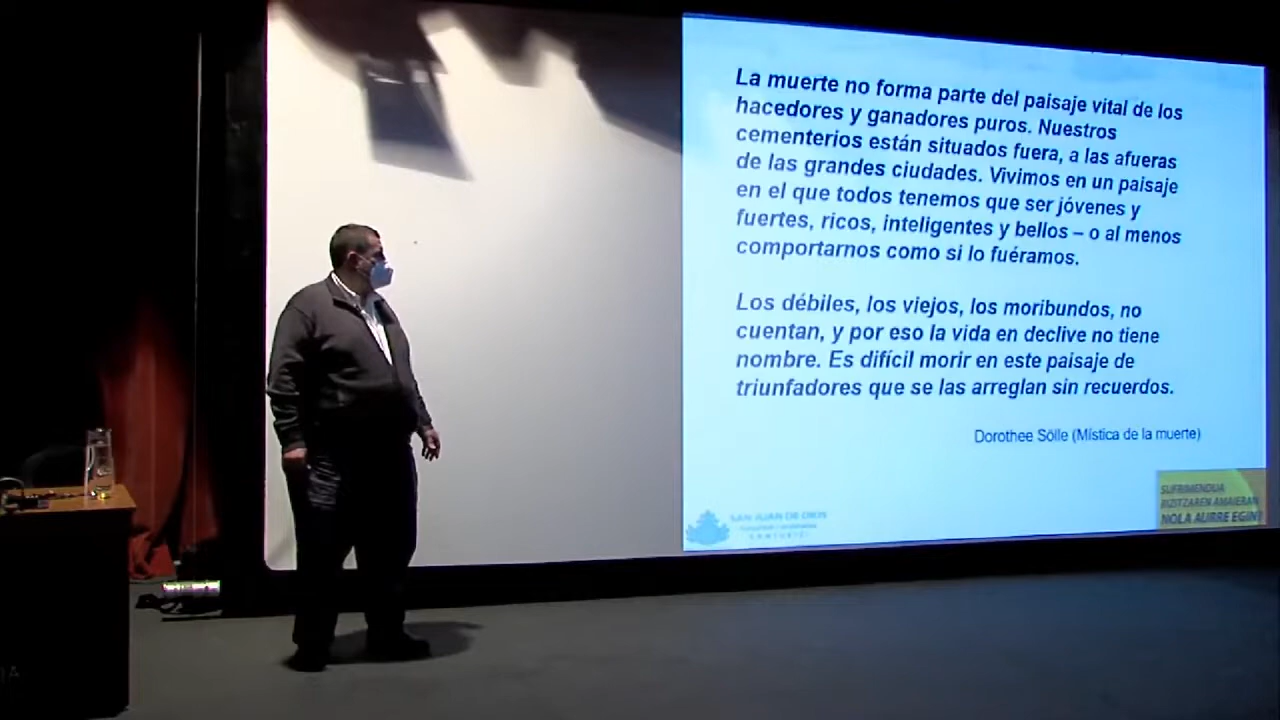 La muerte no forma parte del paisaje vital de los
hacedores y ganadores puros. Nuestros
cementerios están situados fuera, a las afueras
de las grandes ciudades. Vivimos en un paisaje
en el que todos tenemos que ser jóvenes y
fuertes, ricos, inteligentes y bellos – o al menos
comportarnos como si lo fuéramos.
Los débiles, los viejos, los moribundos, no
cuentan, y por eso la vida en declive no tiene
nombre. Es difícil morir en este paisaje de
triunfadores que se las arreglan sin recuerdos.
Dorothee Sölle (Mística de la muerte)
SUFRIMENDUA
BIZITZAREN AMAIERAN
NOLA AURRE EGIN?
SAN JUAN DE DIOS
SANTURTZI